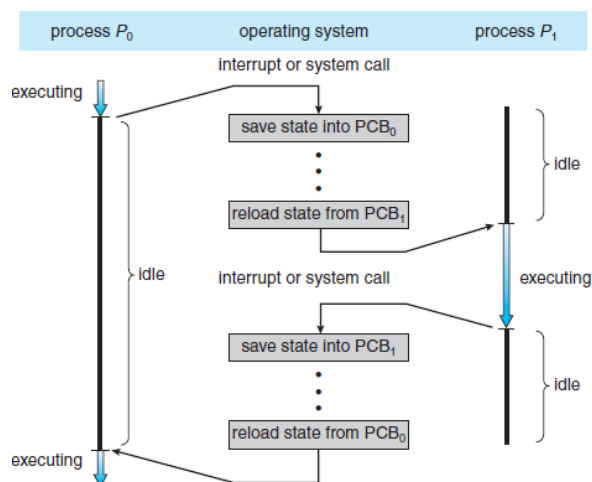 process P₀ operating system process P₁
interrupt or system call
executing
save state into PCB₀
idle
reload state from PCB₁
idle
interrupt or system call
executing
save state into PCB₁
idle
reload state from PCB₀
executing